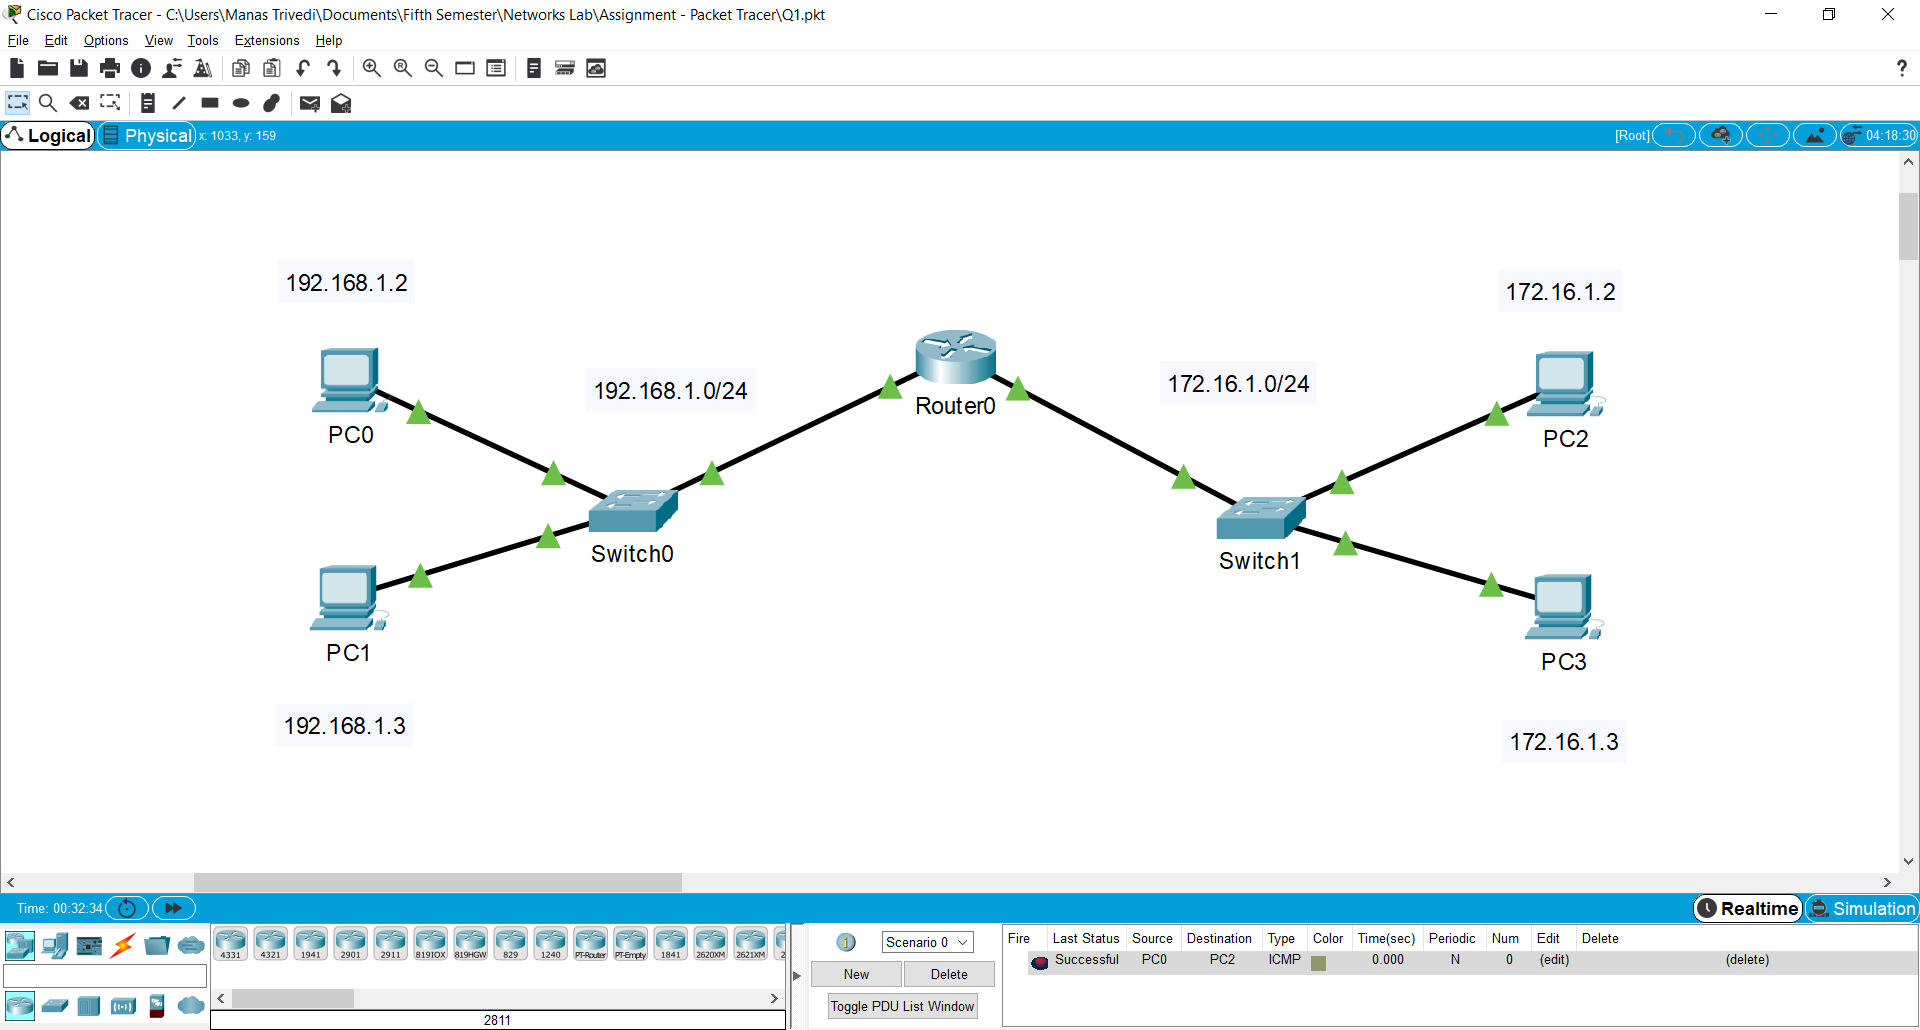 Cisco Packet Tracer - C:\Users\Manas Trivedi\Documents\Fifth Semester\Networks Lab\Assignment - Packet Tracer\Q1.pkt
File Edit Options View Tools Extensions Help
?
Logical Physical x: 1033, y: 159 [Root] 04:18:30
192.168.1.2
172.16.1.2
192.168.1.0/24
172.16.1.0/24
Router0
PC0
PC2
Switch0
Switch1
PC1
PC3
192.168.1.3
172.16.1.3
Time: 00:32:34 Realtime Simulation
4331 4321 1941 2901 2911 819IOX 819HGW 829 1240 PT-Router PT-Empty 1841 2620XM 2621XM 2
2811
Scenario 0
New Delete
Toggle PDU List Window
Fire Last Status Source Destination Type Color Time(sec) Periodic Num Edit Delete
Successful PC0 PC2 ICMP 0.000 N 0 (edit) (delete)